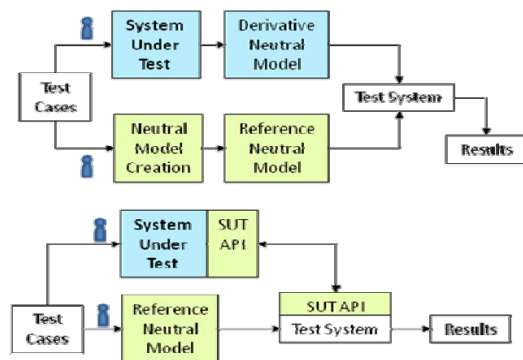 System
Under
Test
Derivative
Neutral
Model
Test
Cases
Test System
Neutral
Model
Creation
Reference
Neutral
Model
Results
System
Under
Test
SUT
API
Test
Cases
Reference
Neutral
Model
SUT API
Test System
Results